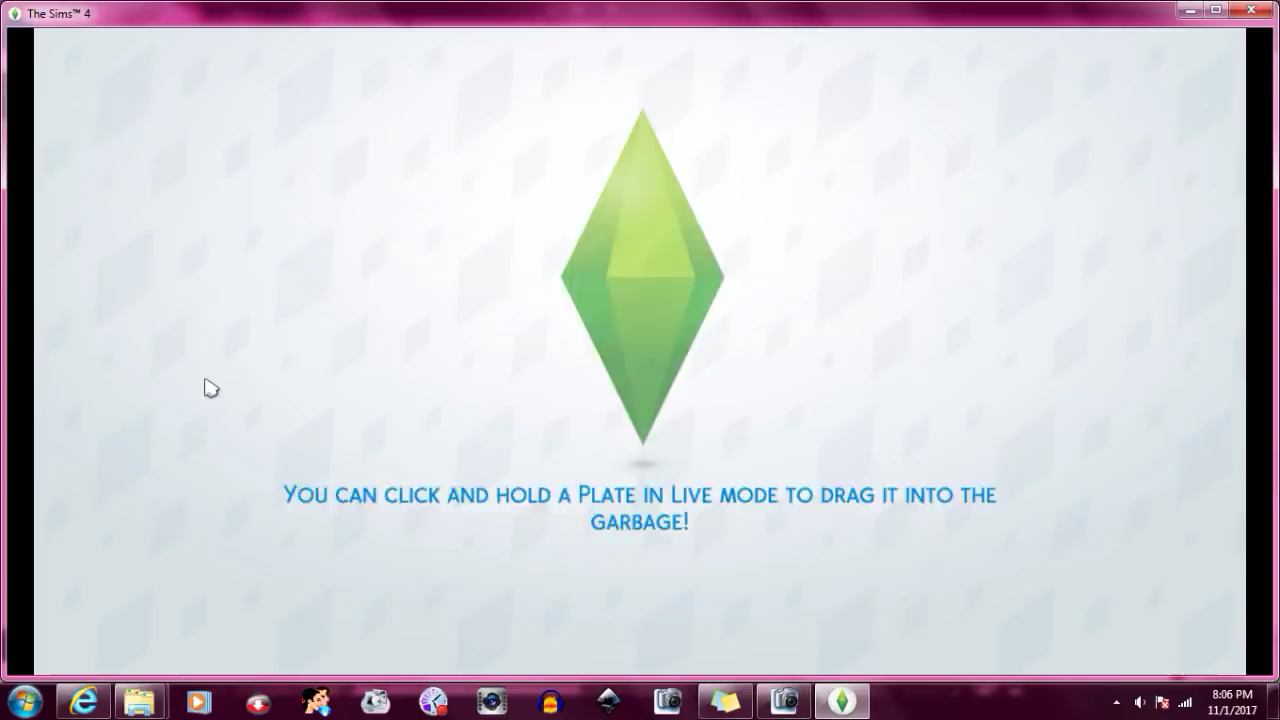 The Sims™ 4
You can click and hold a Plate in Live mode to drag it into the
garbage!
8:06 PM
11/1/2017